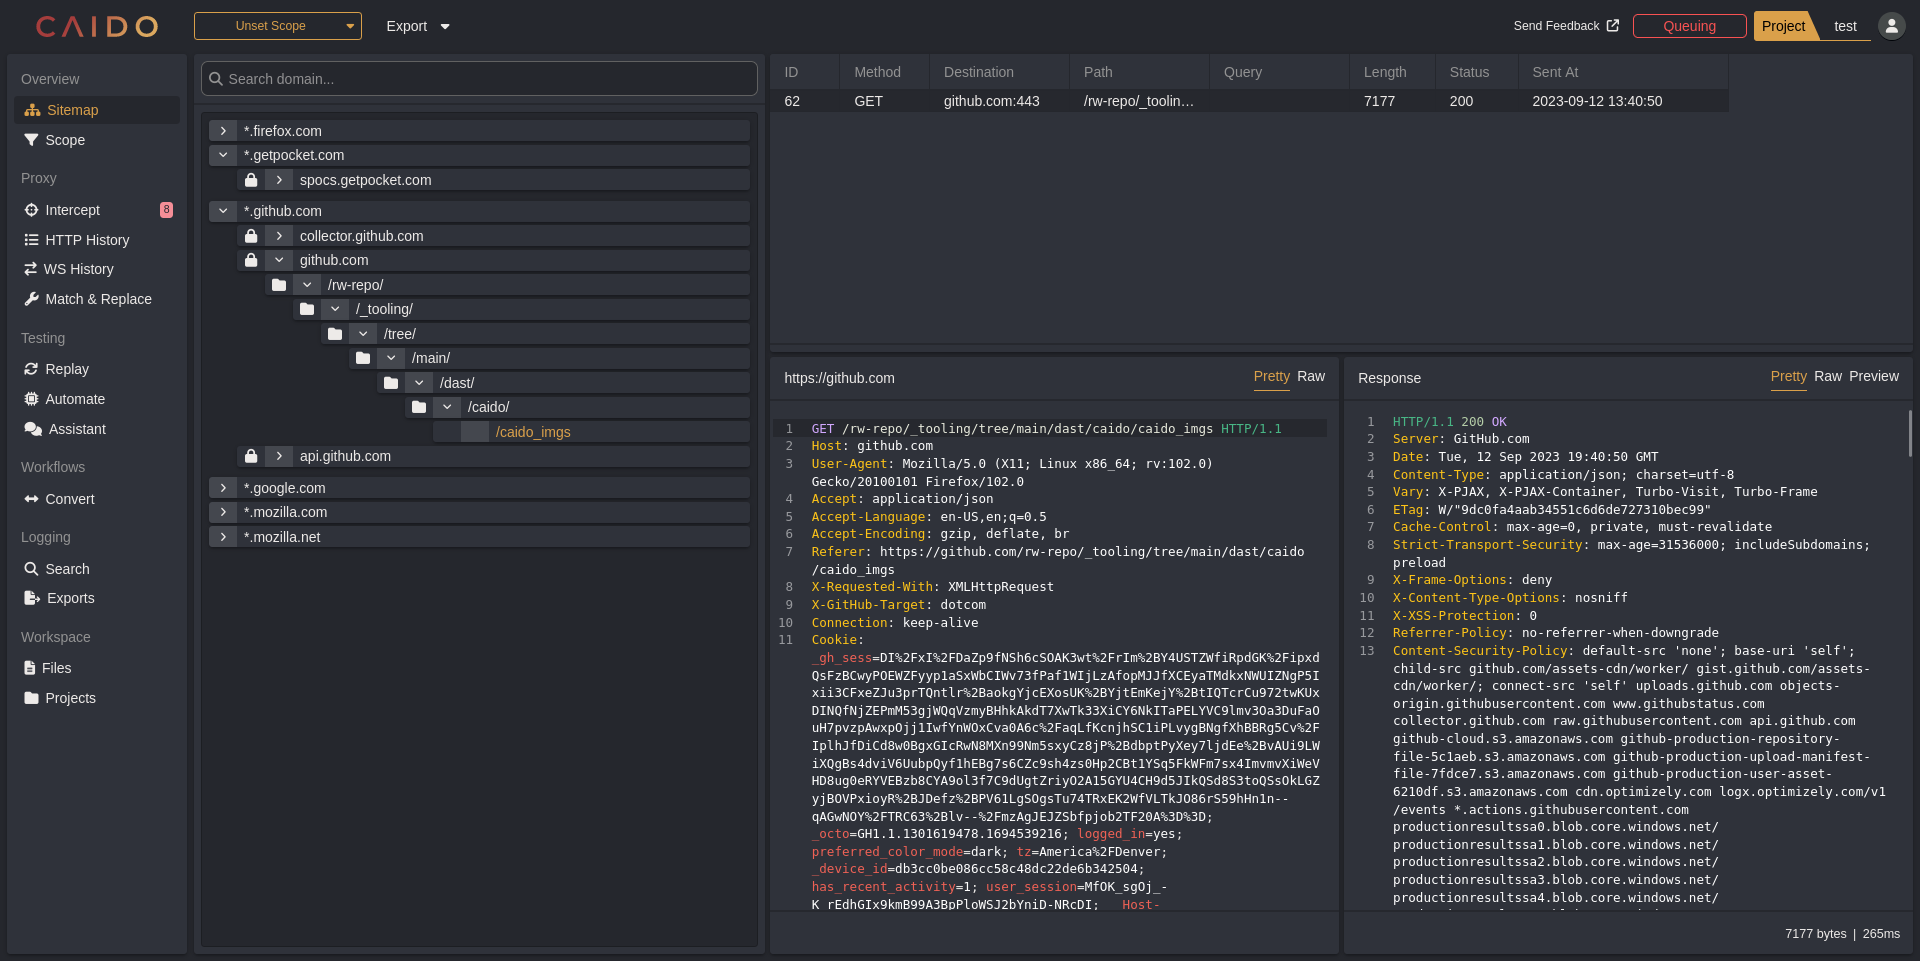 CAIDO
Unset Scope
Export
Send Feedback
Queuing
Project
test
Overview
Sitemap
Scope
Proxy
Intercept
8
HTTP History
WS History
Match & Replace
Testing
Replay
Automate
Assistant
Workflows
Convert
Logging
Search
Exports
Workspace
Files
Projects
Search domain...
*.firefox.com
*.getpocket.com
spocs.getpocket.com
*.github.com
collector.github.com
github.com
/rw-repo/
/_tooling/
/tree/
/main/
/dast/
/caido/
/caido_imgs
api.github.com
*.google.com
*.mozilla.com
*.mozilla.net
ID Method Destination Path Query Length Status Sent At
62 GET github.com:443 /rw-repo/_toolin… 7177 200 2023-09-12 13:40:50
https://github.com
Pretty Raw
1 GET /rw-repo/_tooling/tree/main/dast/caido/caido_imgs HTTP/1.1
2 Host: github.com
3 User-Agent: Mozilla/5.0 (X11; Linux x86_64; rv:102.0)
Gecko/20100101 Firefox/102.0
4 Accept: application/json
5 Accept-Language: en-US,en;q=0.5
6 Accept-Encoding: gzip, deflate, br
7 Referer: https://github.com/rw-repo/_tooling/tree/main/dast/caido
/caido_imgs
8 X-Requested-With: XMLHttpRequest
9 X-GitHub-Target: dotcom
10 Connection: keep-alive
11 Cookie:
_gh_sess=DI%2FxI%2FDaZp9fNSh6cSOAK3wt%2FrIm%2BY4USTZWfiRpdGK%2Fipxd
QsFzBCwyPOEWZFyyp1aSxWbCIWv73fPaf1WIjLzAfopMJJfXCEyaTMdkxNWUIZNgP5I
xii3CFxeZJu3prTQntlr%2BaokgYjcEXosUK%2BYjtEmKejY%2BtIQTcrCu972twKUx
DINQfNjZEPmM53gjWQqVzmyBHhkAkdT7XwTk33XiCY6NkITaPELYVC9lmv3Oa3DuFaO
uH7pvzpAwxpOjj1IwfYnWOxCva0A6c%2FaqLfKcnjhSC1iPLvygBNgfXhBBRg5Cv%2F
IplhJfDiCd8w0BgxGIcRwN8MXn99Nm5sxyCz8jP%2BdbptPyXey7ljdEe%2BvAUi9LW
iXQgBs4dviV6UubpQyf1hEBg7s6CZc9sh4zs0Hp2CBt1YSq5FkWFm7sx4ImvmvXiWeV
HD8ug0eRYVEBzb8CYA9ol3f7C9dUgtZriyO2A15GYU4CH9d5JIkQSd8S3toQSsOkLGZ
yjBOVPxioyR%2BJDefz%2BPV61LgSOgsTu74TRxEK2WfVLTkJO86rS59hHn1n--
qAGwNOY%2FTRC63%2Blv--%2FmzAgJEJZSbfpjob2TF20A%3D%3D;
_octo=GH1.1.1301619478.1694539216; logged_in=yes;
preferred_color_mode=dark; tz=America%2FDenver;
_device_id=db3cc0be086cc58c48dc22de6b342504;
has_recent_activity=1; user_session=MfOK_sgOj_-
K_rEdhGIx9kmB99A3BpPloWSJ2bYniD-NRcDI; __Host-
Response
Pretty Raw Preview
1 HTTP/1.1 200 OK
2 Server: GitHub.com
3 Date: Tue, 12 Sep 2023 19:40:50 GMT
4 Content-Type: application/json; charset=utf-8
5 Vary: X-PJAX, X-PJAX-Container, Turbo-Visit, Turbo-Frame
6 ETag: W/"9dc0fa4aab34551c6d6de727310bec99"
7 Cache-Control: max-age=0, private, must-revalidate
8 Strict-Transport-Security: max-age=31536000; includeSubdomains;
preload
9 X-Frame-Options: deny
10 X-Content-Type-Options: nosniff
11 X-XSS-Protection: 0
12 Referrer-Policy: no-referrer-when-downgrade
13 Content-Security-Policy: default-src 'none'; base-uri 'self';
child-src github.com/assets-cdn/worker/ gist.github.com/assets-
cdn/worker/; connect-src 'self' uploads.github.com objects-
origin.githubusercontent.com www.githubstatus.com
collector.github.com raw.githubusercontent.com api.github.com
github-cloud.s3.amazonaws.com github-production-repository-
file-5c1aeb.s3.amazonaws.com github-production-upload-manifest-
file-7fdce7.s3.amazonaws.com github-production-user-asset-
6210df.s3.amazonaws.com cdn.optimizely.com logx.optimizely.com/v1
/events *.actions.githubusercontent.com
productionresultssa0.blob.core.windows.net/
productionresultssa1.blob.core.windows.net/
productionresultssa2.blob.core.windows.net/
productionresultssa3.blob.core.windows.net/
productionresultssa4.blob.core.windows.net/
7177 bytes | 265ms